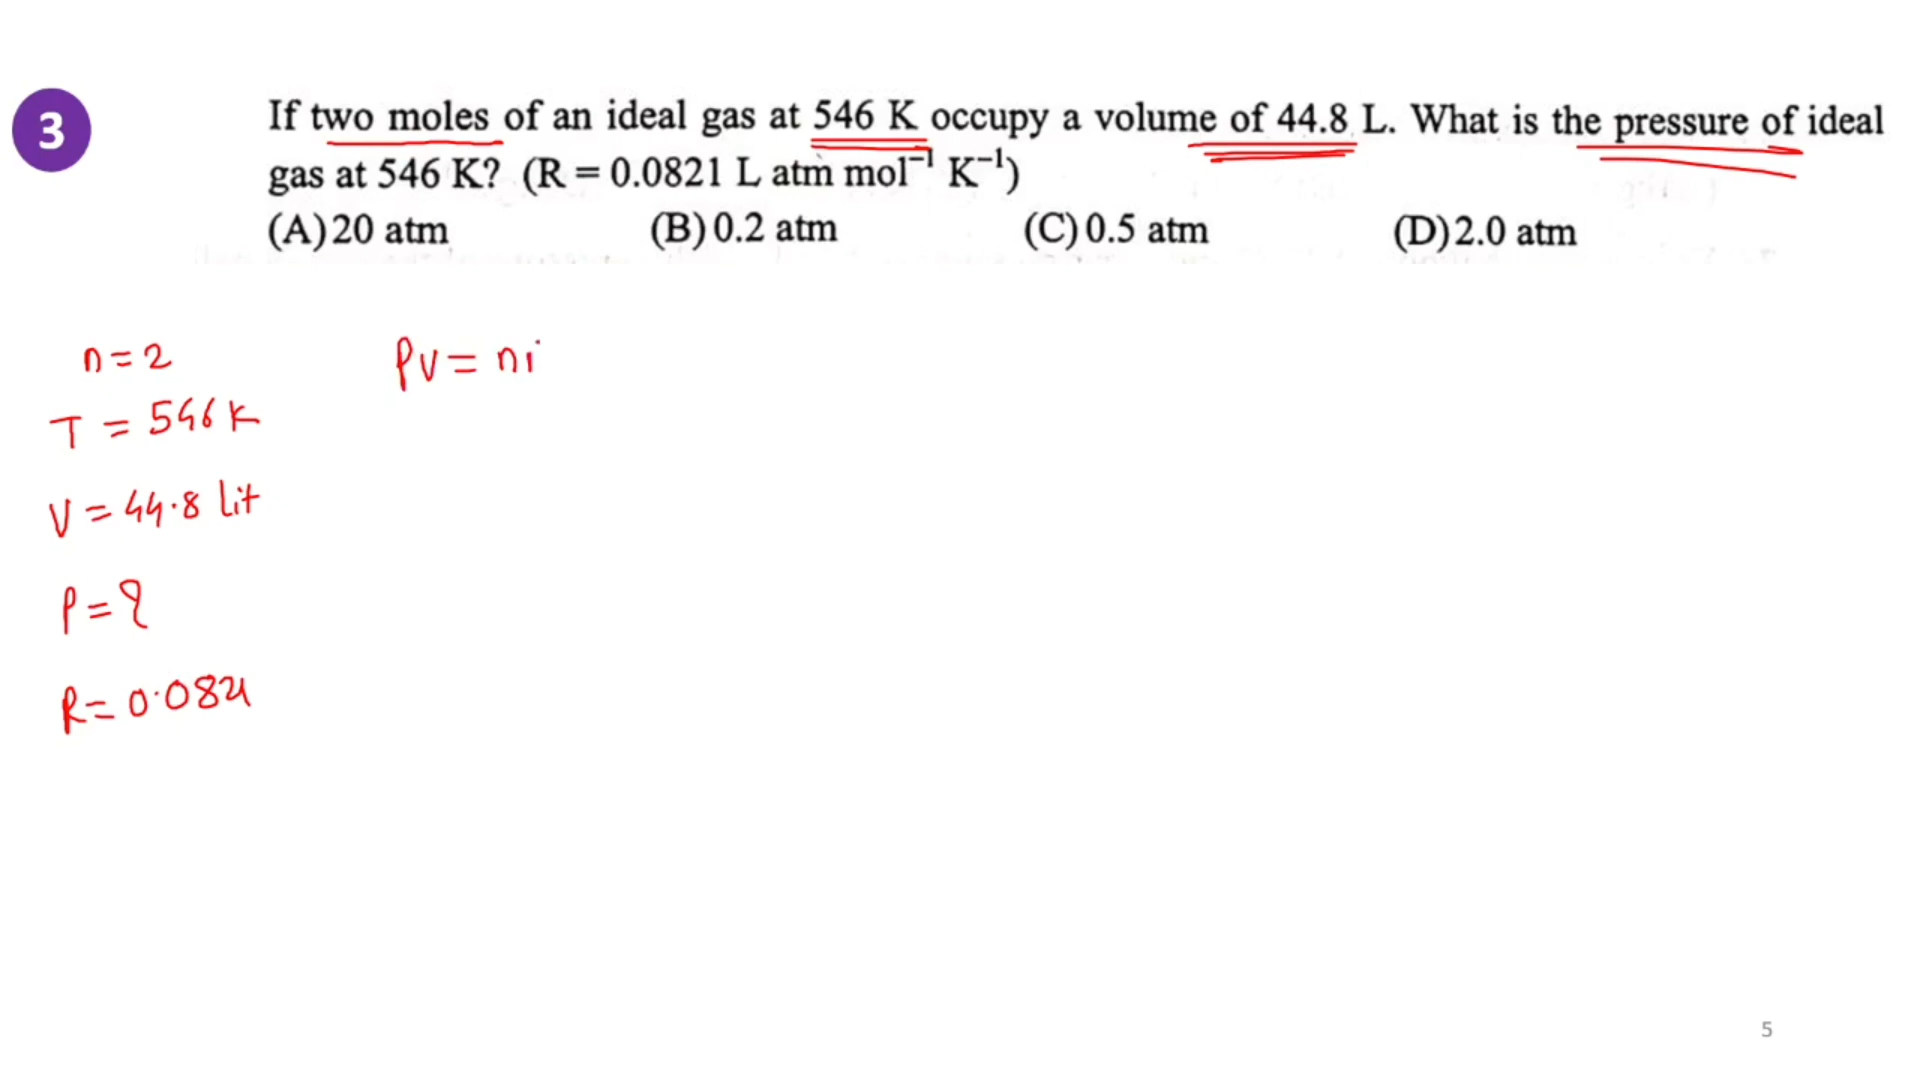 3
If two moles of an ideal gas at 546 K occupy a volume of 44.8 L. What is the pressure of ideal
gas at 546 K? (R = 0.0821 L atm mol⁻¹ K⁻¹)
(A) 20 atm (B) 0.2 atm (C) 0.5 atm (D) 2.0 atm
n = 2
PV = ni
T = 546 K
V = 44.8 lit
P = ?
R = 0.0821
5